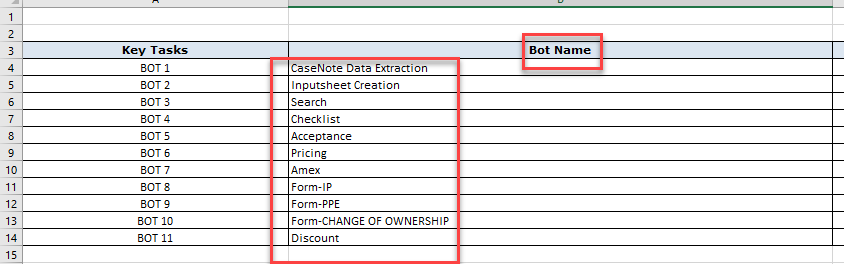 1
2
3 Key Tasks Bot Name
4 BOT 1 CaseNote Data Extraction
5 BOT 2 Inputsheet Creation
6 BOT 3 Search
7 BOT 4 Checklist
8 BOT 5 Acceptance
9 BOT 6 Pricing
10 BOT 7 Amex
11 BOT 8 Form-IP
12 BOT 9 Form-PPE
13 BOT 10 Form-CHANGE OF OWNERSHIP
14 BOT 11 Discount
15